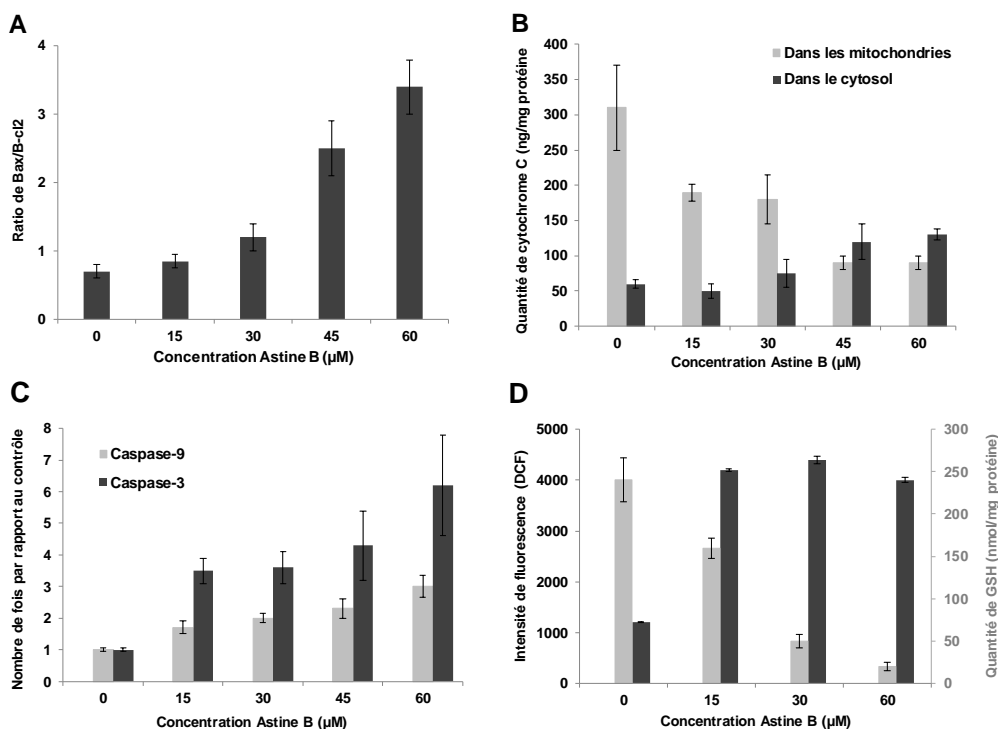 A
Ratio de Bax/B-cl2
4
3
2
1
0
0 15 30 45 60
Concentration Astine B (µM)
B
Quantité de cytochrome C (ng/mg protéine)
400
350
300
250
200
150
100
50
0
Dans les mitochondries
Dans le cytosol
0 15 30 45 60
Concentration Astine B (µM)
C
Nombre de fois par rapport au contrôle
8
7
6
5
4
3
2
1
0
Caspase-9
Caspase-3
0 15 30 45 60
Concentration Astine B (µM)
D
Intensité de fluorescence (DCF)
5000
4000
3000
2000
1000
0
300
250
200
150
100
50
0
Quantité de GSH (nmol/mg protéine)
0 15 30 60
Concentration Astine B (µM)